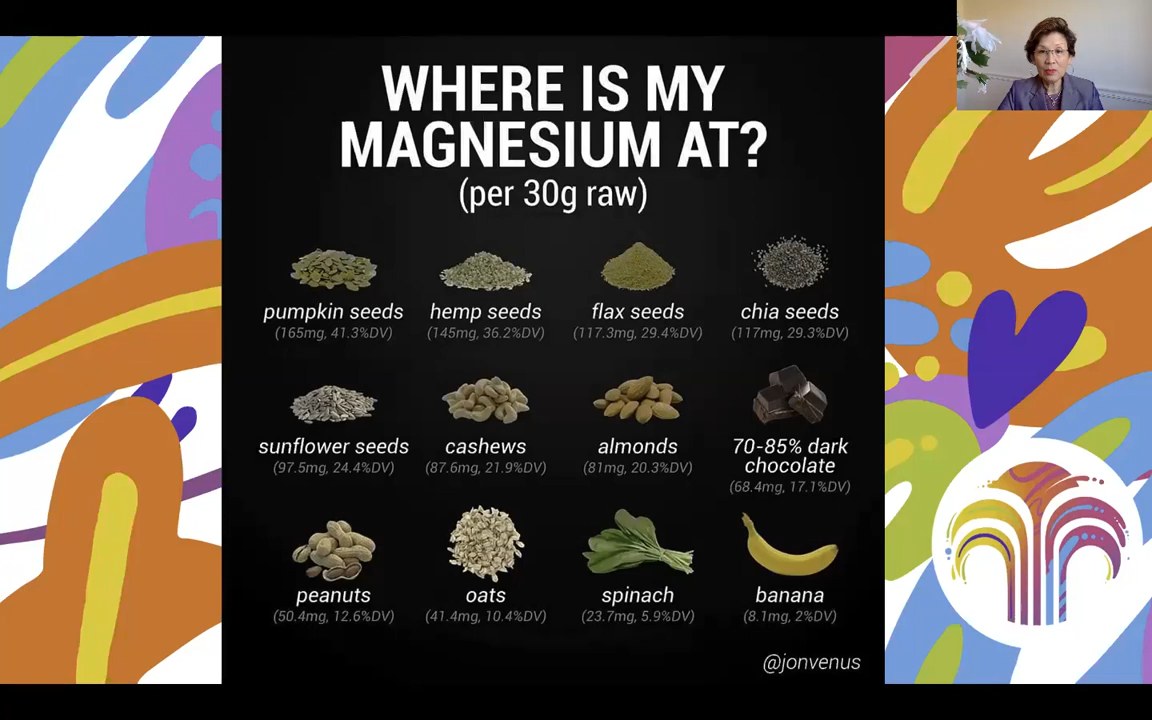 WHERE IS MY
MAGNESIUM AT?
(per 30g raw)
pumpkin seeds
(165mg, 41.3%DV)
hemp seeds
(145mg, 36.2%DV)
flax seeds
(117.3mg, 29.4%DV)
chia seeds
(117mg, 29.3%DV)
sunflower seeds
(97.5mg, 24.4%DV)
cashews
(87.6mg, 21.9%DV)
almonds
(81mg, 20.3%DV)
70-85% dark
chocolate
(68.4mg, 17.1%DV)
peanuts
(50.4mg, 12.6%DV)
oats
(41.4mg, 10.4%DV)
spinach
(23.7mg, 5.9%DV)
banana
(8.1mg, 2%DV)
@jonvenus